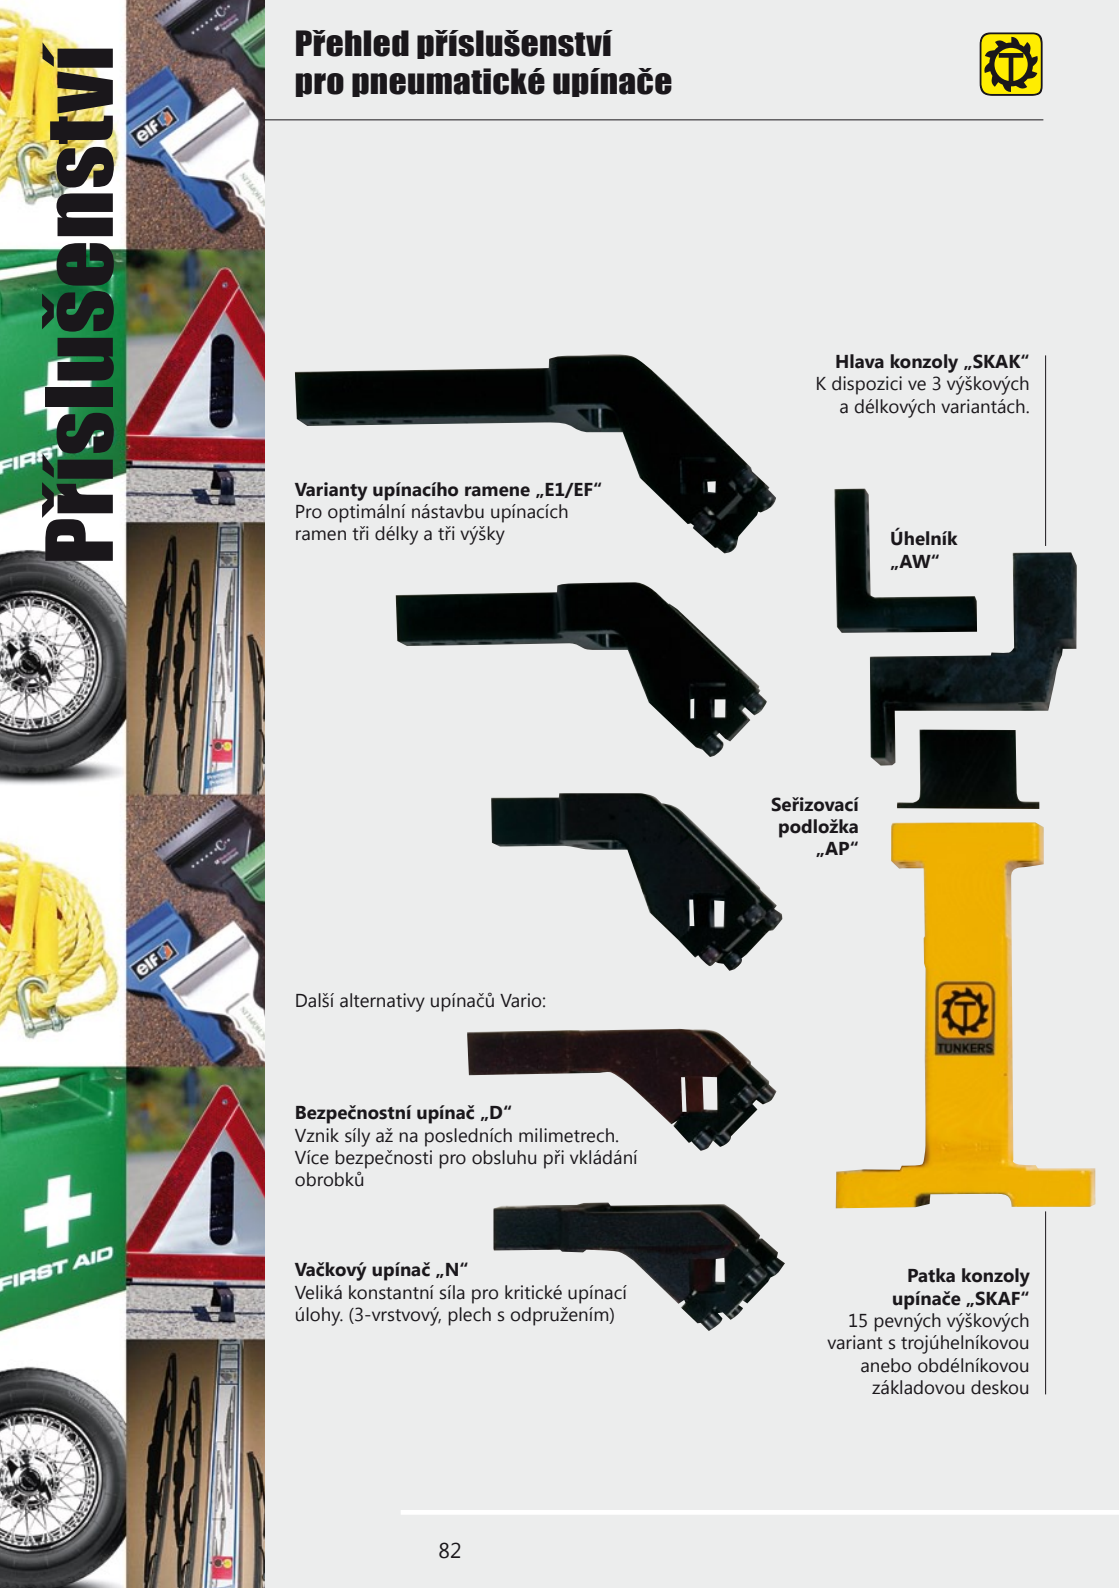 Příslušenství
Přehled příslušenství
pro pneumatické upínače
T
elf
FIRST
Hlava konzoly „SKAK“
K dispozici ve 3 výškových
a délkových variantách.
Varianty upínacího ramene „E1/EF“
Pro optimální nástavbu upínacích
ramen tři délky a tři výšky
Úhelník
„AW“
Seřizovací
podložka
„AP“
elf
T
TÜNKERS
Další alternativy upínačů Vario:
Bezpečnostní upínač „D“
Vznik síly až na posledních milimetrech.
Více bezpečnosti pro obsluhu při vkládání
obrobků
FIRST AID
Vačkový upínač „N“
Veliká konstantní síla pro kritické upínací
úlohy. (3-vrstvový, plech s odpružením)
Patka konzoly
upínače „SKAF“
15 pevných výškových
variant s trojúhelníkovou
anebo obdélníkovou
základovou deskou
82